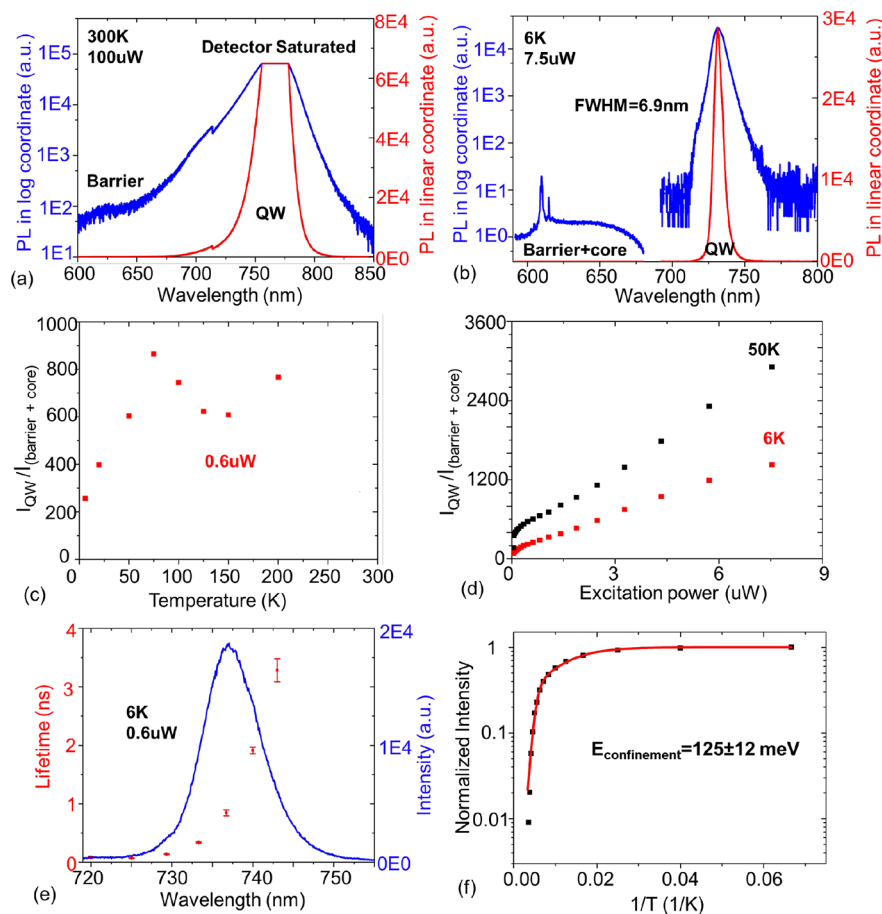 300K
100uW
Detector Saturated
Barrier
QW
PL in log coordinate (a.u.)
1E5
1E4
1E3
1E2
1E1
PL in linear coordinate (a.u.)
8E4
6E4
4E4
2E4
0E0
600 650 700 750 800 850
Wavelength (nm)
(a)
6K
7.5uW
FWHM=6.9nm
Barrier+core
QW
PL in log coordinate (a.u.)
1E4
1E3
1E2
1E1
1E0
PL in linear coordinate (a.u.)
3E4
2E4
1E4
0E0
600 650 700 750 800
Wavelength (nm)
(b)
I_QW/I_(barrier + core)
1000
800
600
400
200
0
0.6uW
0 50 100 150 200 250 300
Temperature (K)
(c)
I_QW/I_(barrier + core)
3600
2400
1200
0
50K
6K
0 3 6 9
Excitation power (uW)
(d)
Lifetime (ns)
4
3
2
1
0
6K
0.6uW
Intensity (a.u.)
2E4
1E4
0E0
720 730 740 750
Wavelength (nm)
(e)
Normalized Intensity
1
0.1
0.01
E_confinement=125±12 meV
0.00 0.02 0.04 0.06
1/T (1/K)
(f)